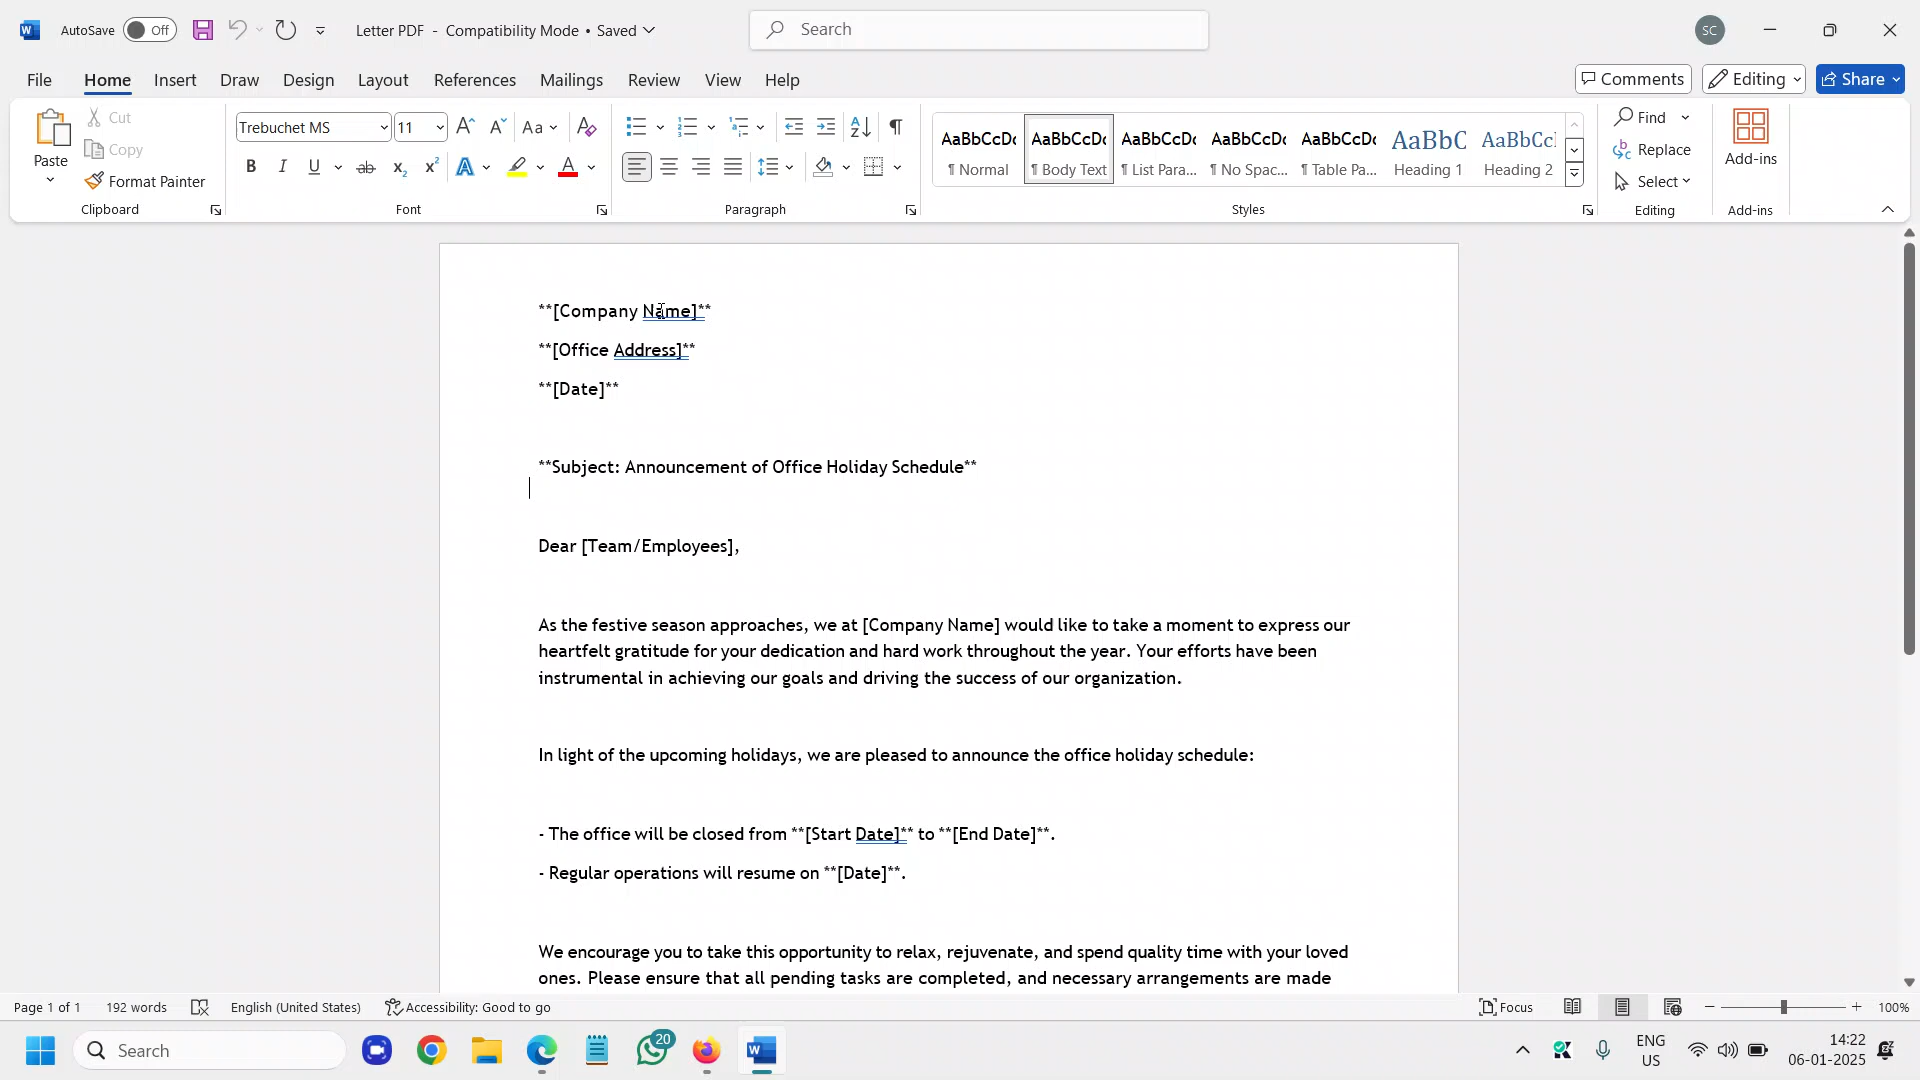 AutoSave Off Letter PDF - Compatibility Mode • Saved Search SC
File Home Insert Draw Design Layout References Mailings Review View Help Comments Editing Share
Paste Cut Copy Format Painter Clipboard
Trebuchet MS 11 Aa Font
Paragraph
AaBbCcDc AaBbCcDc AaBbCcDc AaBbCcDc AaBbCcDc AaBbC AaBbCcI
¶ Normal ¶ Body Text ¶ List Para... ¶ No Spac... ¶ Table Pa... Heading 1 Heading 2
Styles
Find Replace Select Editing
Add-ins Add-ins
**[Company Name]**
**[Office Address]**
**[Date]**
**Subject: Announcement of Office Holiday Schedule**
Dear [Team/Employees],
As the festive season approaches, we at [Company Name] would like to take a moment to express our
heartfelt gratitude for your dedication and hard work throughout the year. Your efforts have been
instrumental in achieving our goals and driving the success of our organization.
In light of the upcoming holidays, we are pleased to announce the office holiday schedule:
- The office will be closed from **[Start Date]** to **[End Date]**.
- Regular operations will resume on **[Date]**.
We encourage you to take this opportunity to relax, rejuvenate, and spend quality time with your loved
ones. Please ensure that all pending tasks are completed, and necessary arrangements are made
Page 1 of 1 192 words English (United States) Accessibility: Good to go Focus 100%
Search 20 ENG US 14:22 06-01-2025